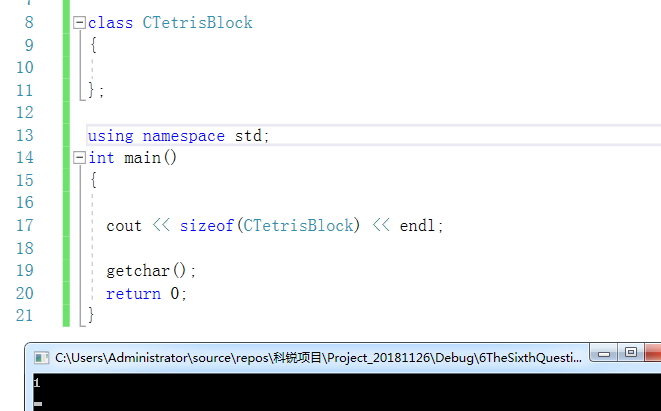 8 class CTetrisBlock
9 {
10
11 };
12
13 using namespace std;
14 int main()
15 {
16
17 cout << sizeof(CTetrisBlock) << endl;
18
19 getchar();
20 return 0;
21 }
C:\Users\Administrator\source\repos\科锐项目\Project_20181126\Debug\6TheSixthQuesti...
1